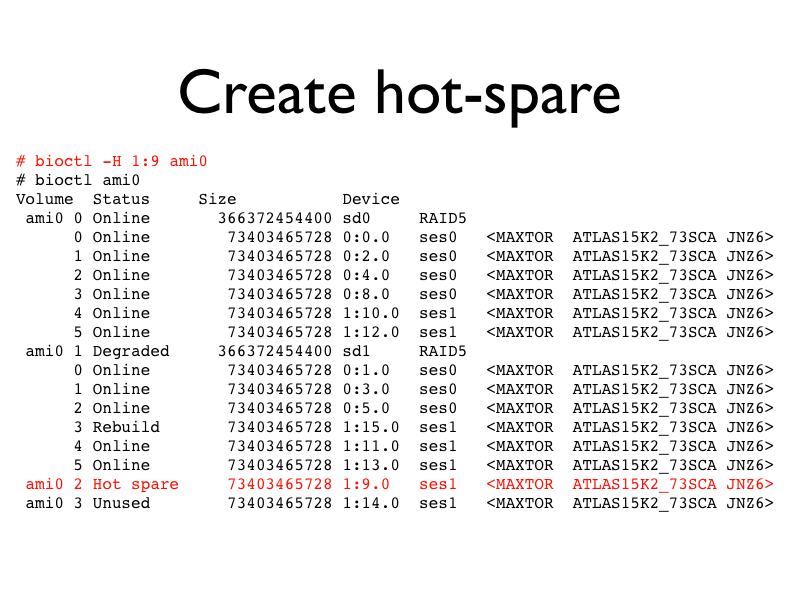 Create hot-spare
# bioctl -H 1:9 ami0
# bioctl ami0
Volume  Status     Size           Device
 ami0 0 Online       366372454400 sd0     RAID5
      0 Online        73403465728 0:0.0   ses0   <MAXTOR  ATLAS15K2_73SCA JNZ6>
      1 Online        73403465728 0:2.0   ses0   <MAXTOR  ATLAS15K2_73SCA JNZ6>
      2 Online        73403465728 0:4.0   ses0   <MAXTOR  ATLAS15K2_73SCA JNZ6>
      3 Online        73403465728 0:8.0   ses0   <MAXTOR  ATLAS15K2_73SCA JNZ6>
      4 Online        73403465728 1:10.0  ses1   <MAXTOR  ATLAS15K2_73SCA JNZ6>
      5 Online        73403465728 1:12.0  ses1   <MAXTOR  ATLAS15K2_73SCA JNZ6>
 ami0 1 Degraded     366372454400 sd1     RAID5
      0 Online        73403465728 0:1.0   ses0   <MAXTOR  ATLAS15K2_73SCA JNZ6>
      1 Online        73403465728 0:3.0   ses0   <MAXTOR  ATLAS15K2_73SCA JNZ6>
      2 Online        73403465728 0:5.0   ses0   <MAXTOR  ATLAS15K2_73SCA JNZ6>
      3 Rebuild       73403465728 1:15.0  ses1   <MAXTOR  ATLAS15K2_73SCA JNZ6>
      4 Online        73403465728 1:11.0  ses1   <MAXTOR  ATLAS15K2_73SCA JNZ6>
      5 Online        73403465728 1:13.0  ses1   <MAXTOR  ATLAS15K2_73SCA JNZ6>
 ami0 2 Hot spare     73403465728 1:9.0   ses1   <MAXTOR  ATLAS15K2_73SCA JNZ6>
 ami0 3 Unused        73403465728 1:14.0  ses1   <MAXTOR  ATLAS15K2_73SCA JNZ6>